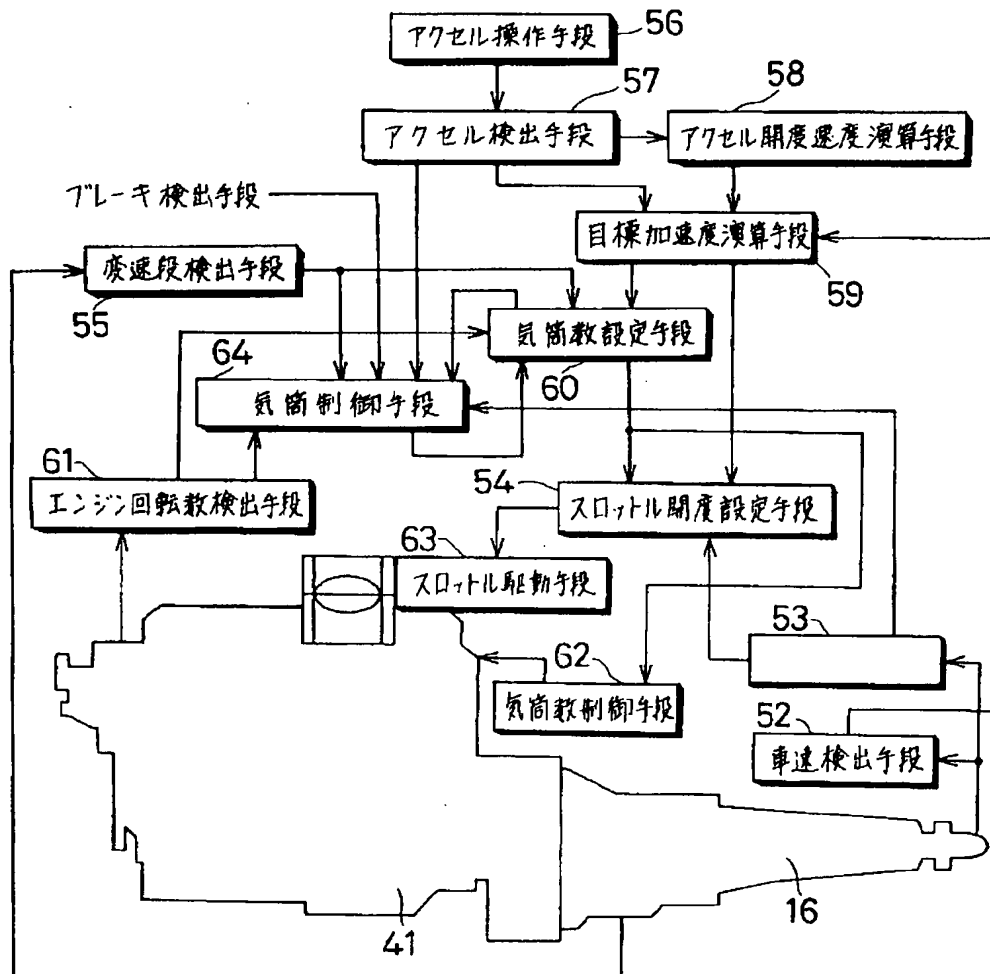 アクセル操作手段
56
57
58
アクセル検出手段
アクセル開度速度演算手段
ブレーキ検出手段
目標加速度演算手段
変速段検出手段
59
55
気筒数設定手段
64
60
気筒制御手段
61
54
エンジン回転数検出手段
スロットル開度設定手段
63
スロットル駆動手段
53
62
気筒数制御手段
52
車速検出手段
16
41